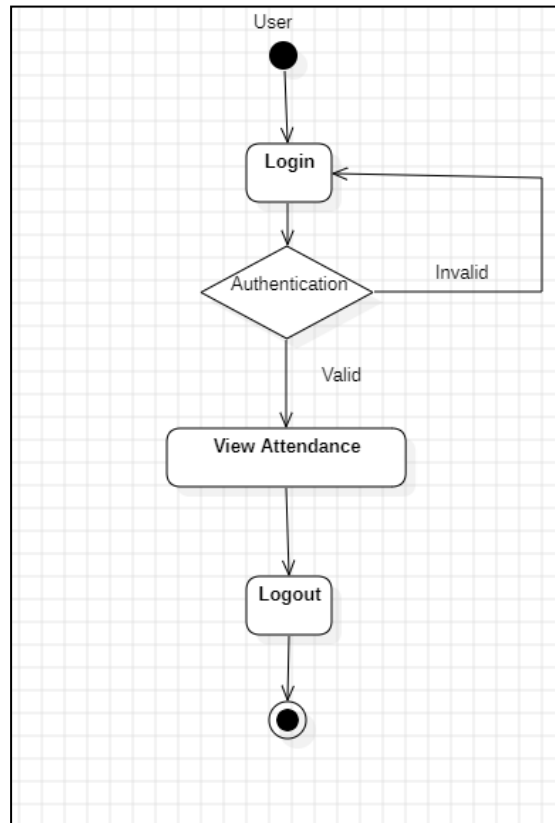 User
Login
Authentication
Invalid
Valid
View Attendance
Logout